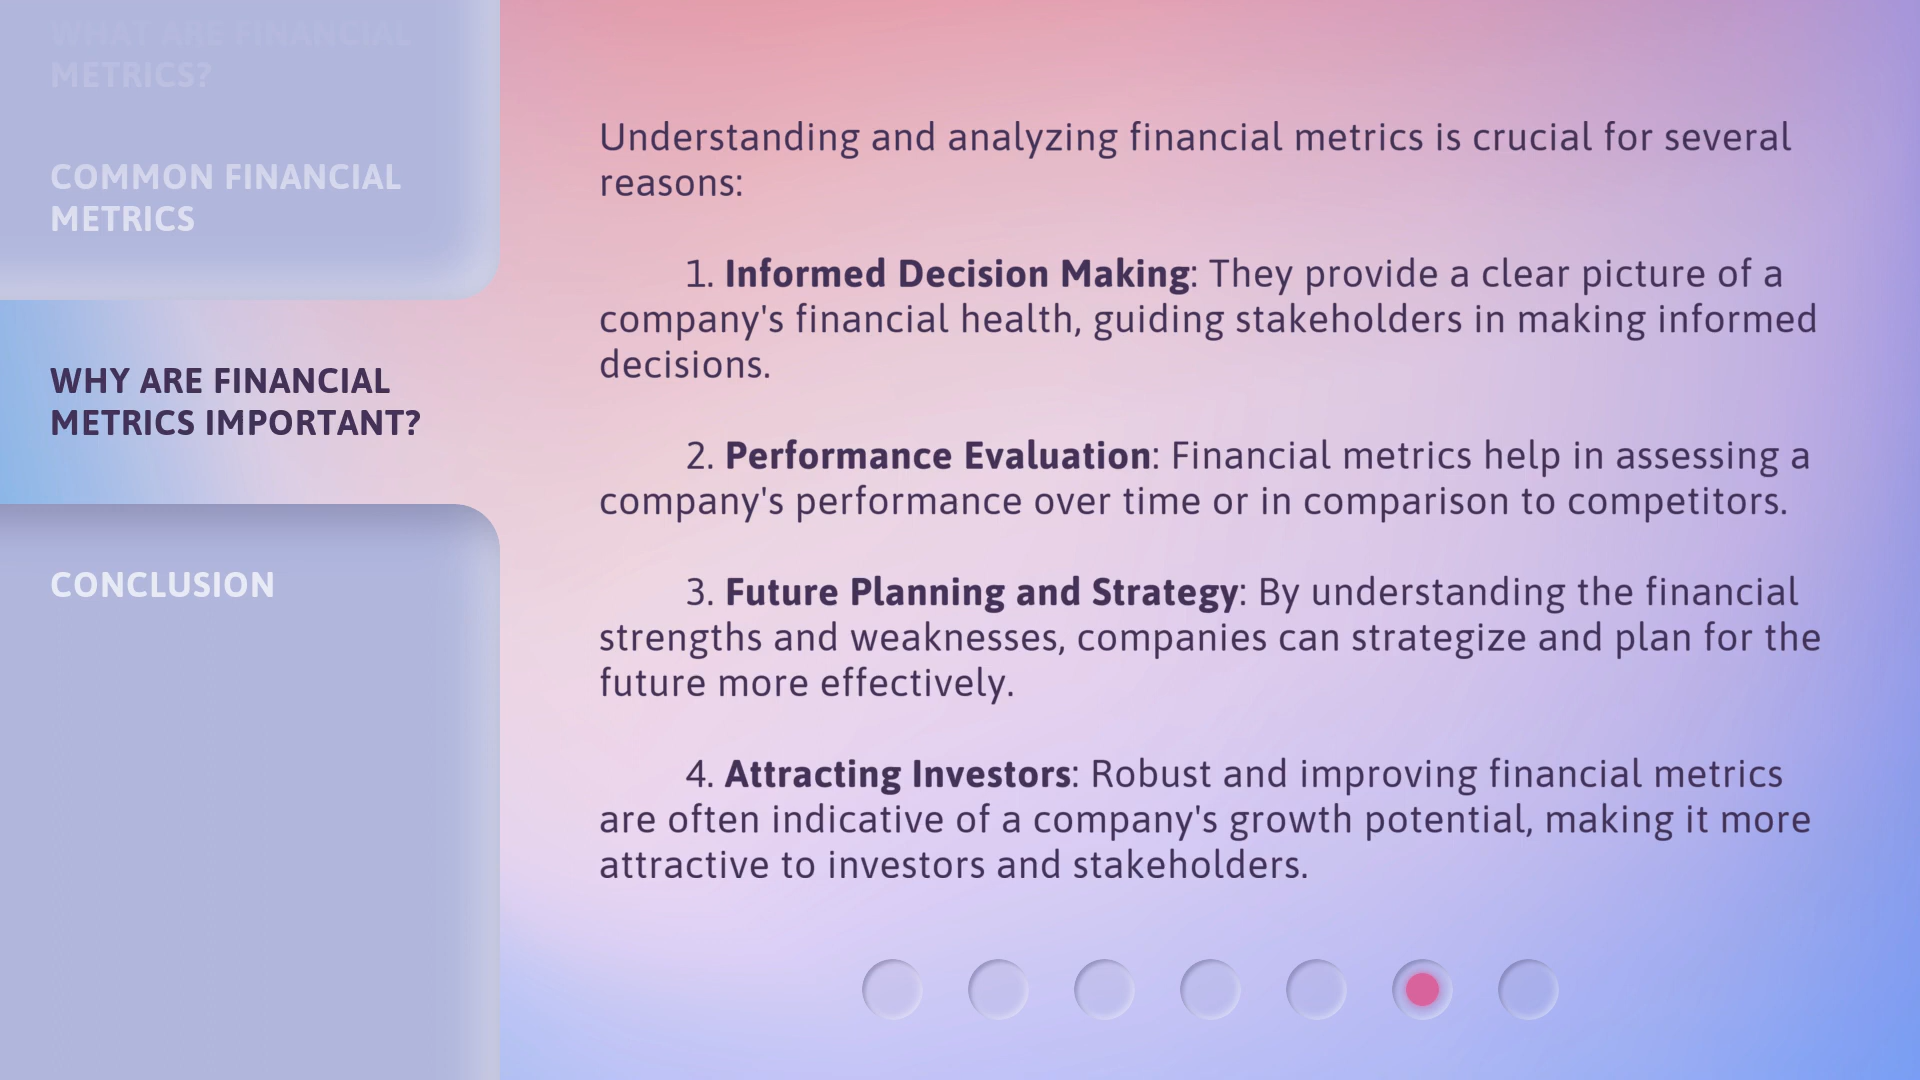 WHAT ARE FINANCIAL
METRICS?
COMMON FINANCIAL
METRICS
WHY ARE FINANCIAL
METRICS IMPORTANT?
CONCLUSION
Understanding and analyzing financial metrics is crucial for several
reasons:
1. Informed Decision Making: They provide a clear picture of a
company's financial health, guiding stakeholders in making informed
decisions.
2. Performance Evaluation: Financial metrics help in assessing a
company's performance over time or in comparison to competitors.
3. Future Planning and Strategy: By understanding the financial
strengths and weaknesses, companies can strategize and plan for the
future more effectively.
4. Attracting Investors: Robust and improving financial metrics
are often indicative of a company's growth potential, making it more
attractive to investors and stakeholders.